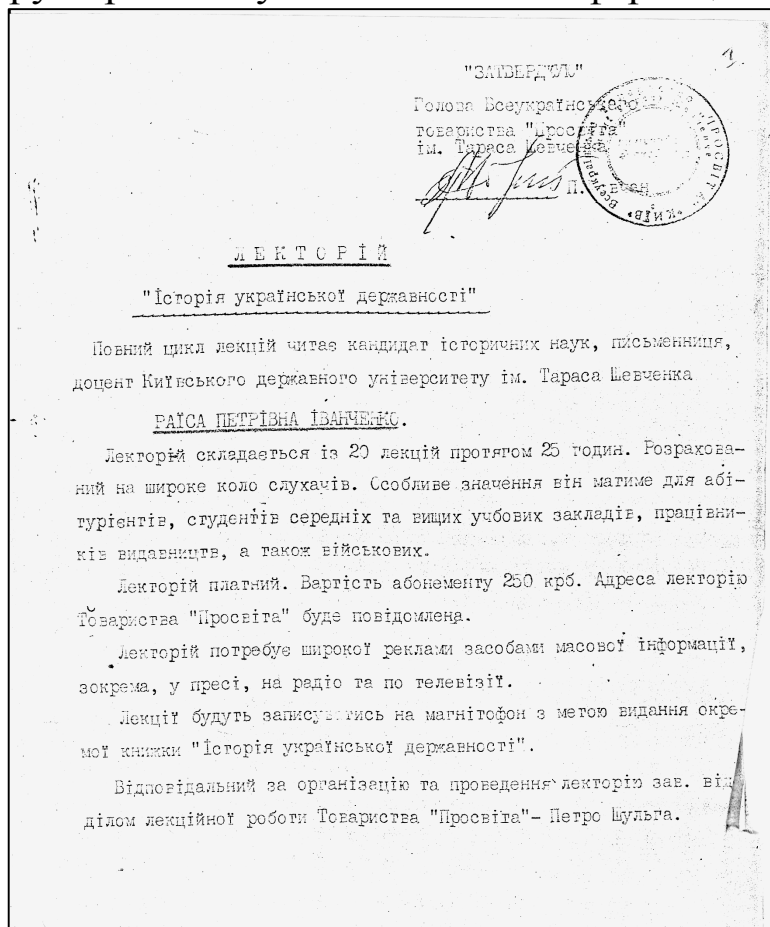 1.
"ЗАТВЕРДЖУЮ"
Голова Всеукраїнського
товариства "Просвіта"
ім. Тараса Шевченка
П.
ЛЕКТОРІЙ
"Історія української державності"
Повний цикл лекцій читає кандидат історичних наук, письменниця,
доцент Київського державного університету ім. Тараса Шевченка
РАЇСА ПЕТРІВНА ІВАНЧЕНКО.
Лекторій складається із 20 лекцій протягом 25 годин. Розрахова-
ний на широке коло слухачів. Особливе значення він матиме для абі-
турієнтів, студентів середніх та вищих учбових закладів, працівни-
ків видавництв, а також військових.
Лекторій платний. Вартість абонементу 250 крб. Адреса лекторію
Товариства "Просвіта" буде повідомлена.
Лекторій потребує широкої реклами засобами масової інформації,
зокрема, у пресі, на радіо та по телевізії.
Лекції будуть записуватись на магнітофон з метою видання окре-
мої книжки "Історія української державності".
Відповідальний за організацію та проведення лекторію зав. від-
ділом лекційної роботи Товариства "Просвіта"- Петро Шульга.
"ПРОСВІТА" КИЇВ